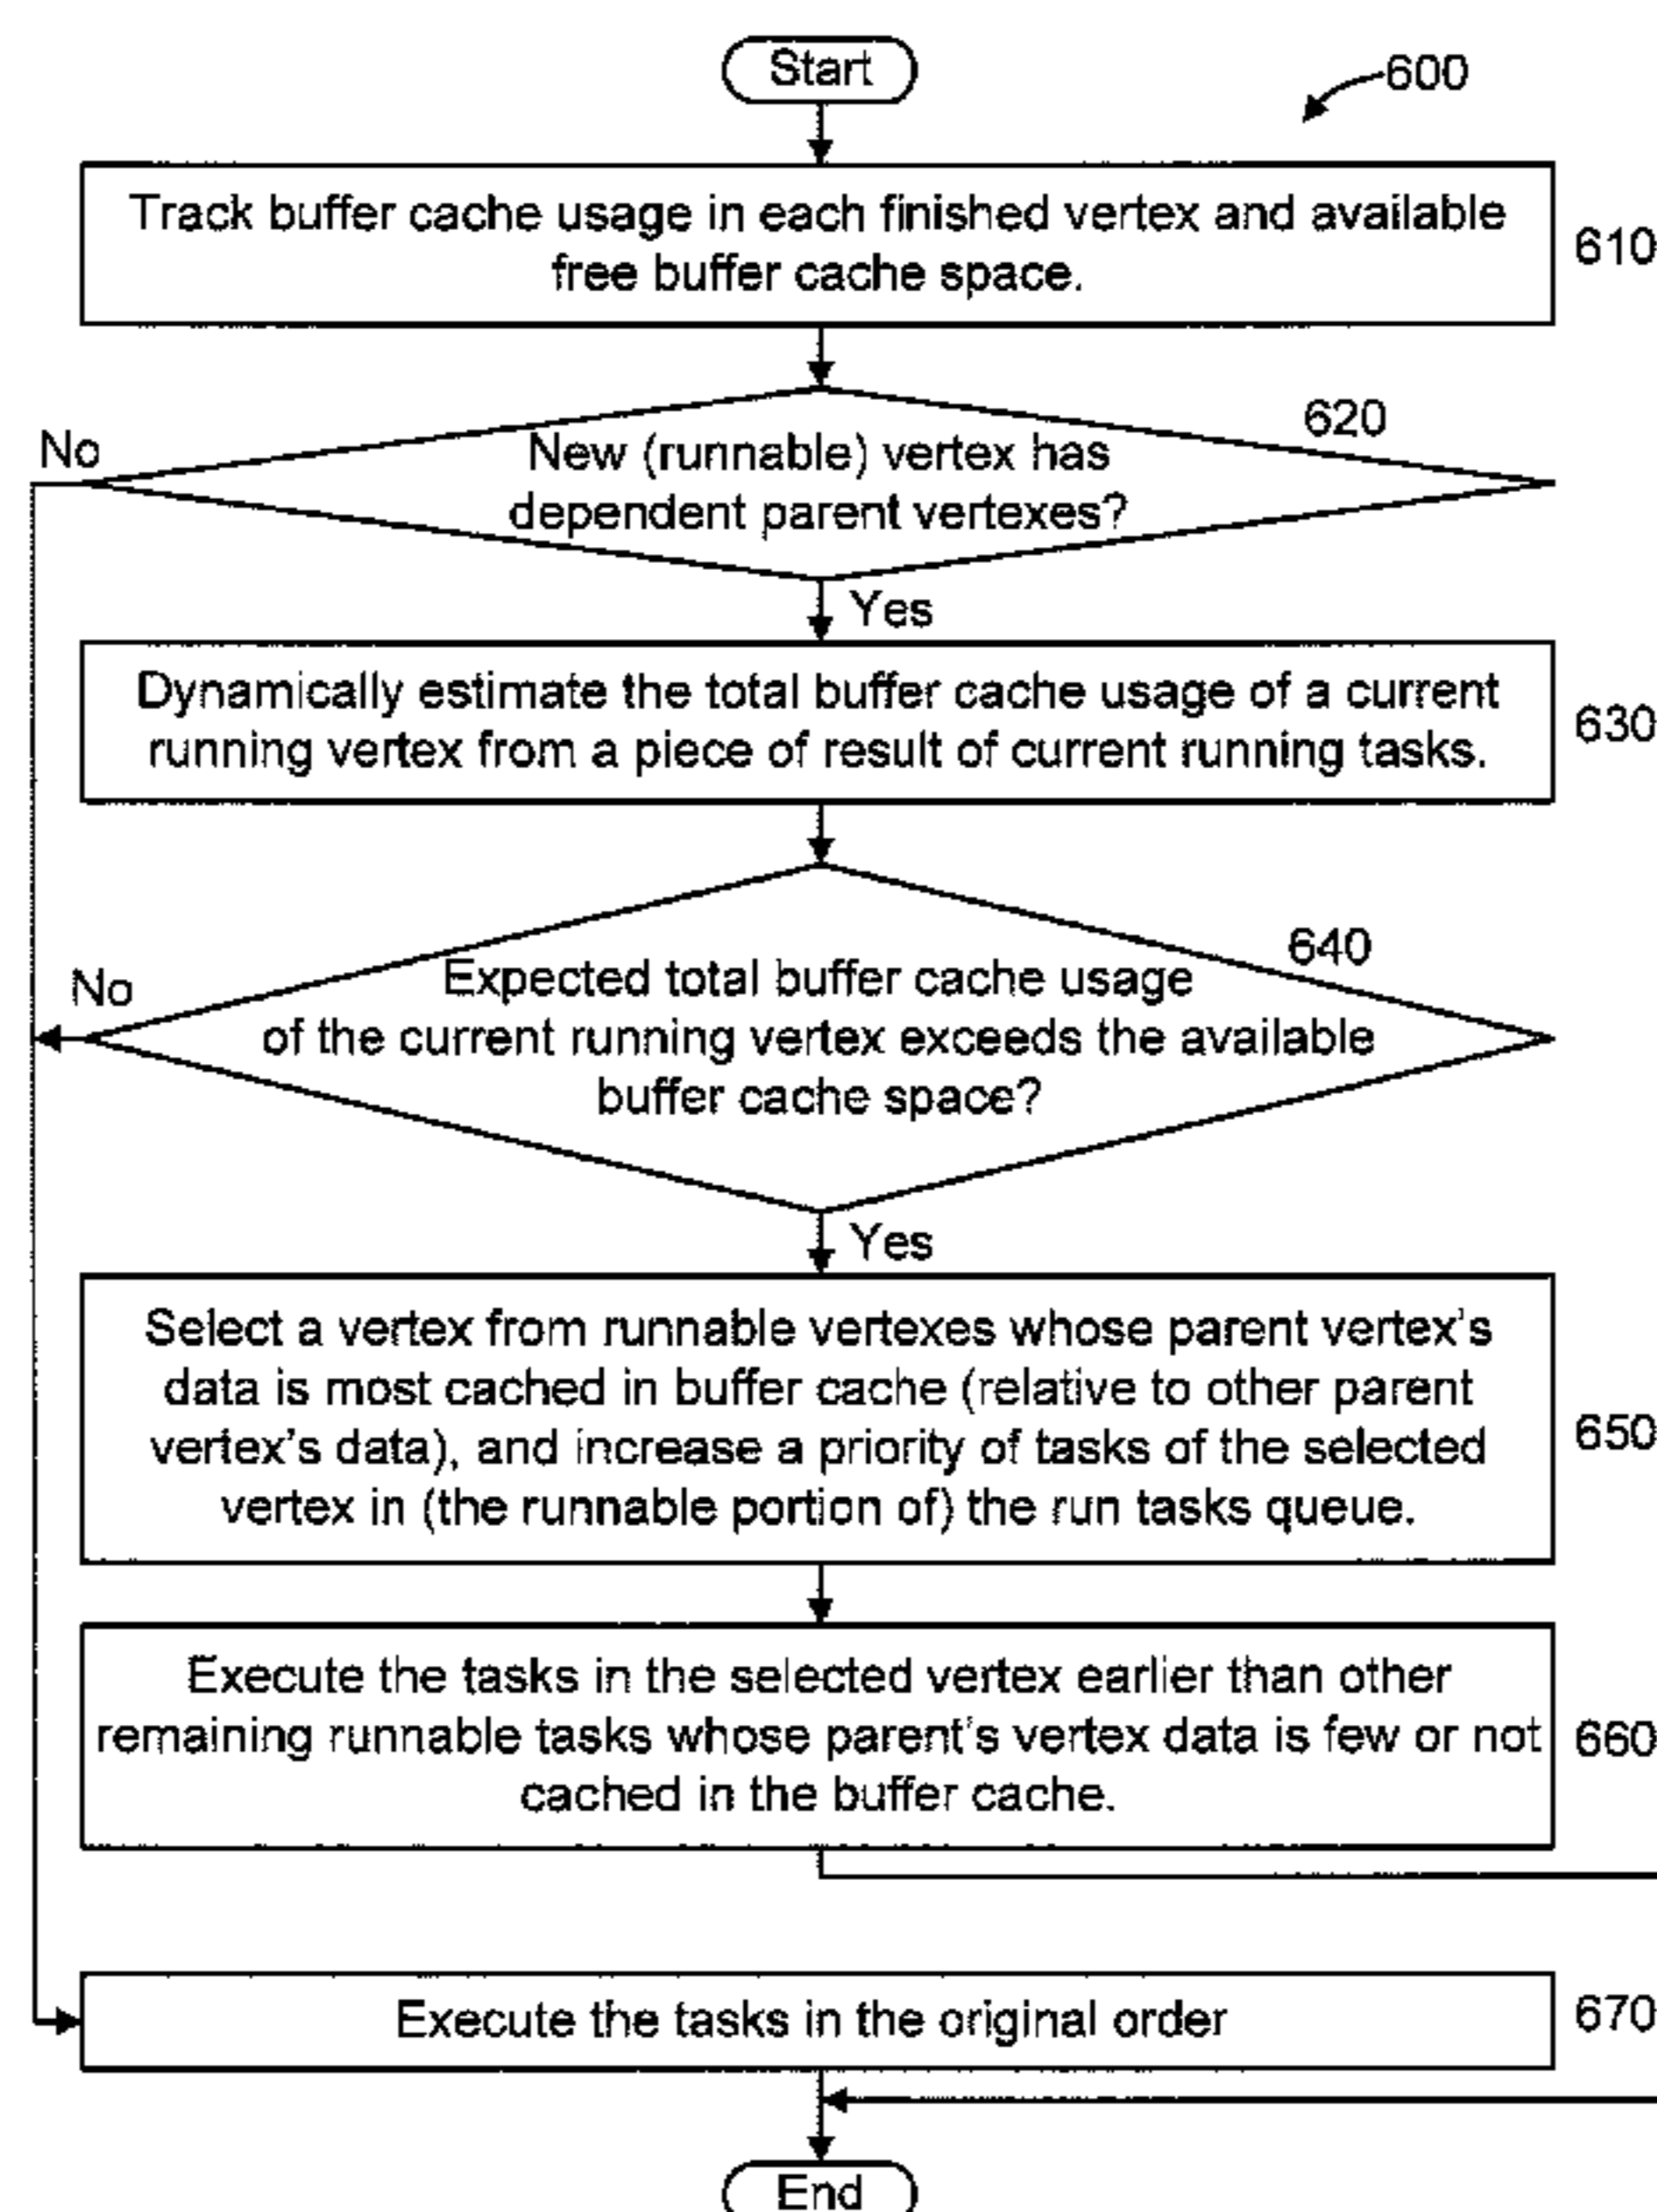 Start
600
Track buffer cache usage in each finished vertex and available
free buffer cache space.
610
620
No
New (runnable) vertex has
dependent parent vertexes?
Yes
Dynamically estimate the total buffer cache usage of a current
running vertex from a piece of result of current running tasks.
630
640
No
Expected total buffer cache usage
of the current running vertex exceeds the available
buffer cache space?
Yes
Select a vertex from runnable vertexes whose parent vertex's
data is most cached in buffer cache (relative to other parent
vertex's data), and increase a priority of tasks of the selected
vertex in (the runnable portion of) the run tasks queue.
650
Execute the tasks in the selected vertex earlier than other
remaining runnable tasks whose parent's vertex data is few or not
cached in the buffer cache.
660
Execute the tasks in the original order
670
End